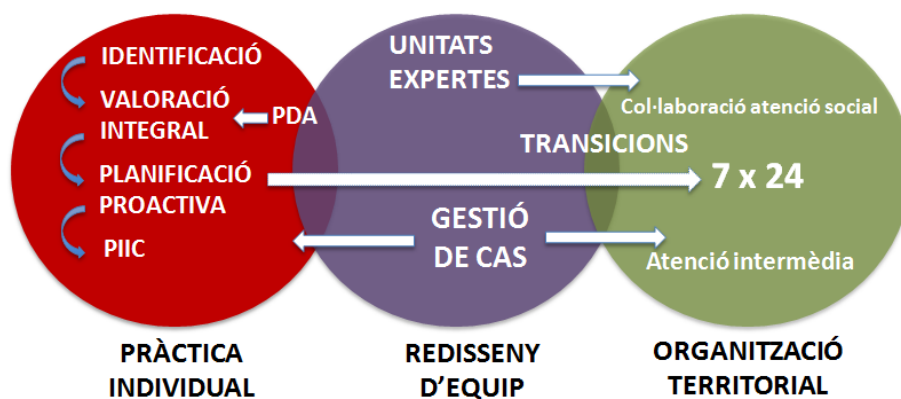 IDENTIFICACIÓ
VALORACIÓ
INTEGRAL
PDA
PLANIFICACIÓ
PROACTIVA
PIIC
UNITATS
EXPERTES
TRANSICIONS
GESTIÓ
DE CAS
Col·laboració atenció social
7 x 24
Atenció intermèdia
PRÀCTICA
INDIVIDUAL
REDISSENY
D'EQUIP
ORGANITZACIÓ
TERRITORIAL